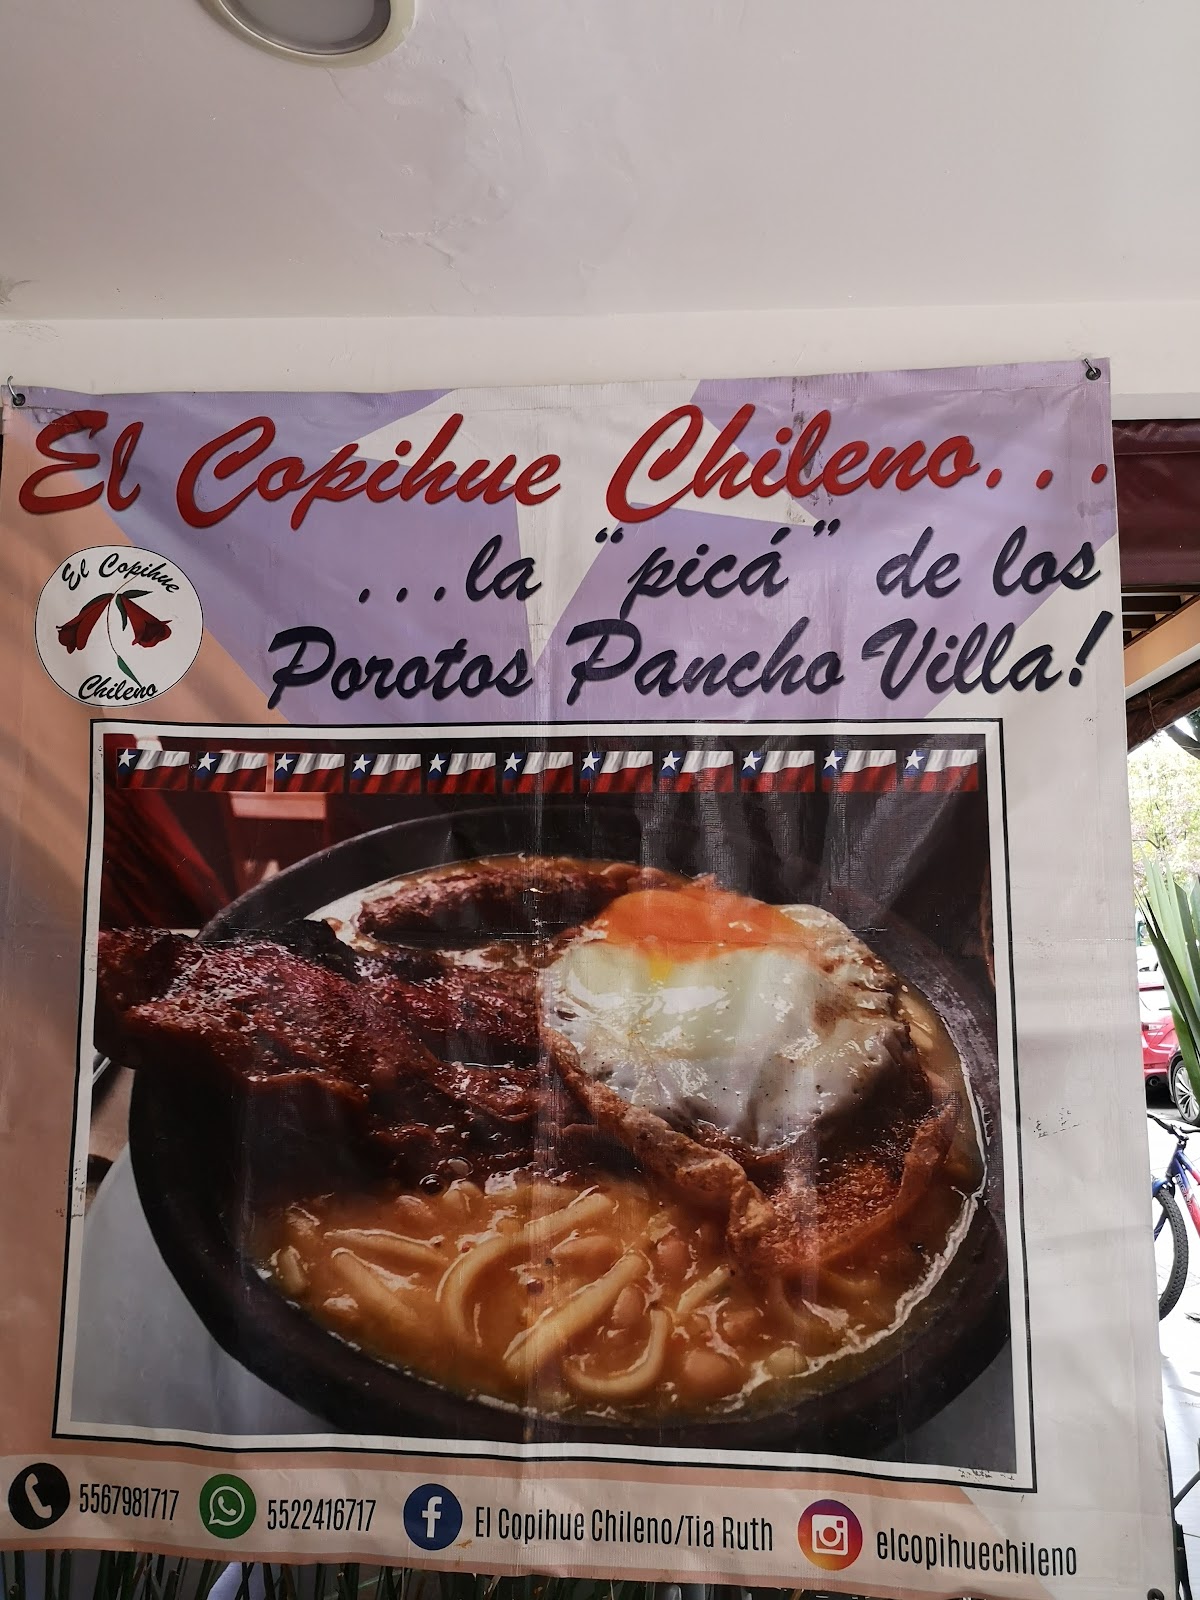 El Copihue Chileno...
...la "picá" de los
Porotos Pancho Villa!
El Copihue
Chileno
5567981717
5522416717
El Copihue Chileno/Tia Ruth
elcopihuechileno